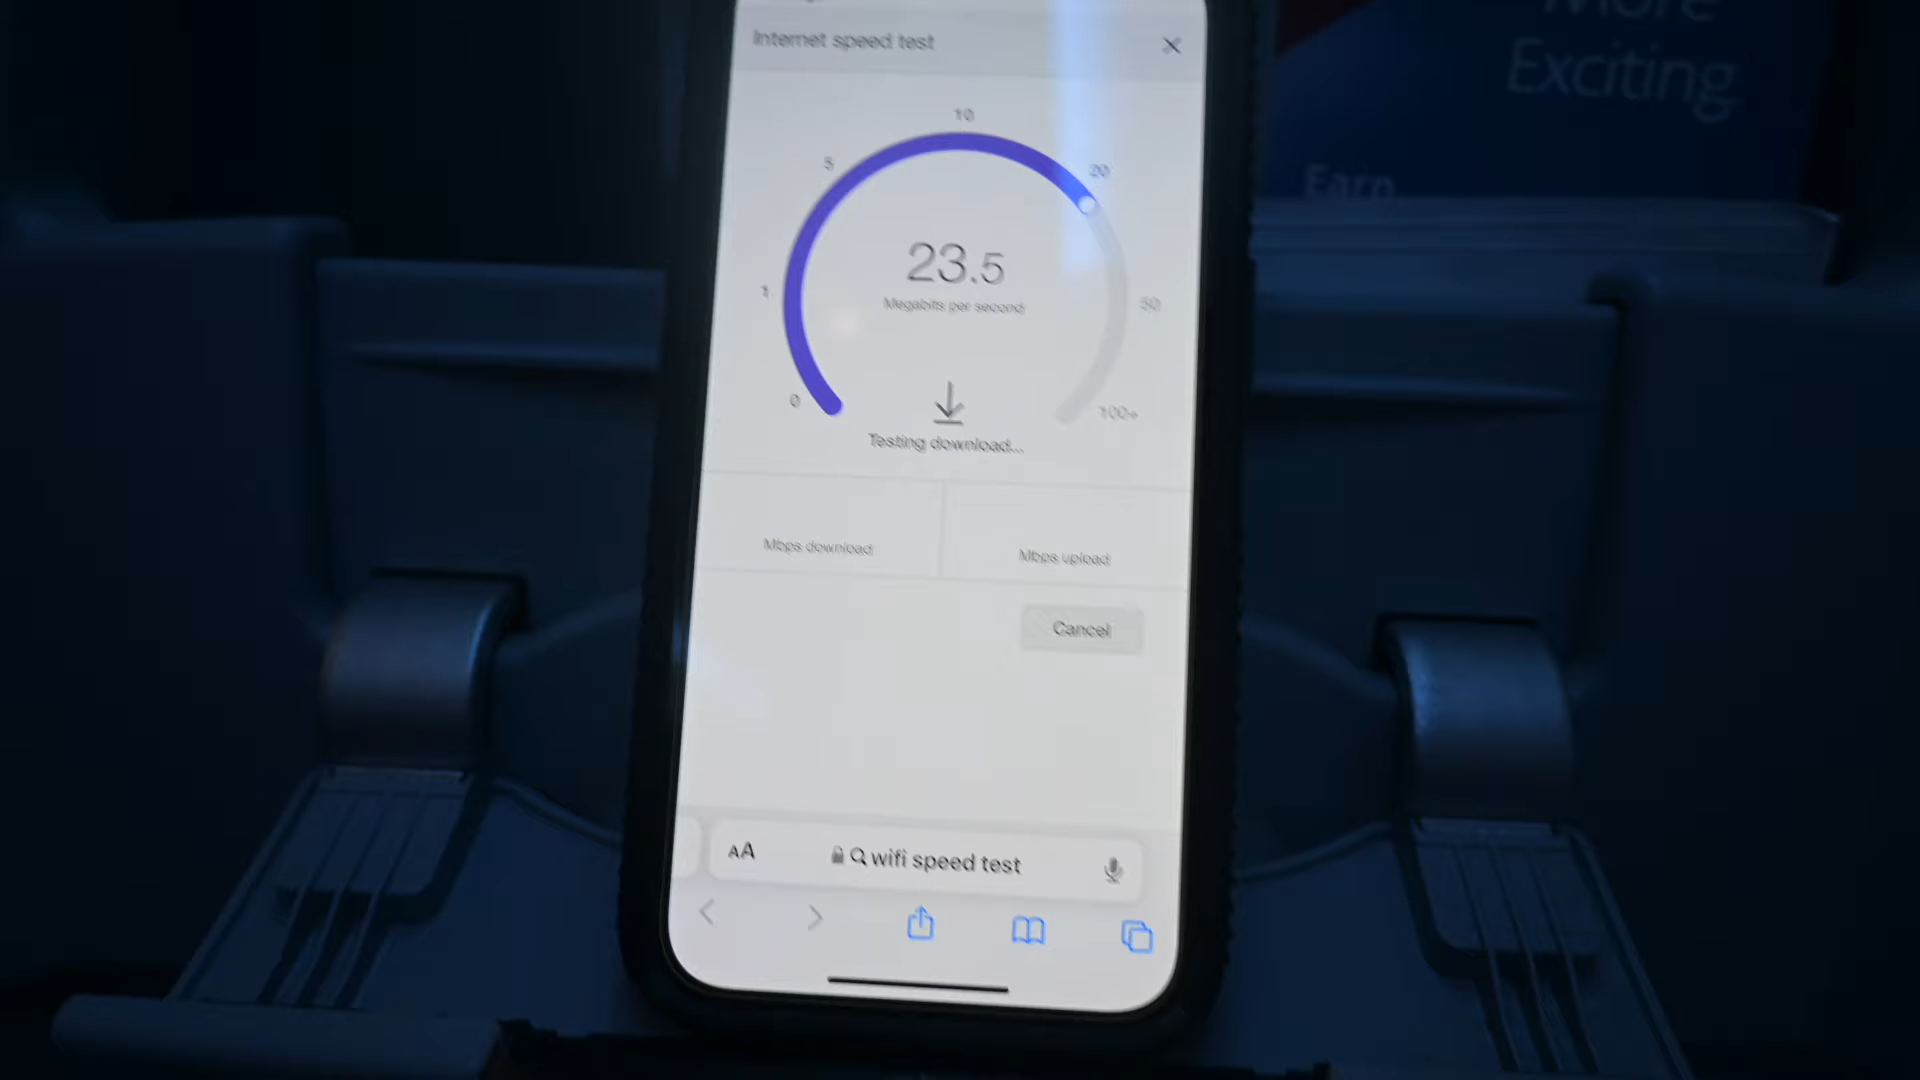 More
Exciting
Earn
Internet speed test
10
5
20
23.5
Megabits per second
1
50
0
100+
Testing download...
Mbps download
Mbps upload
Cancel
AA
wifi speed test